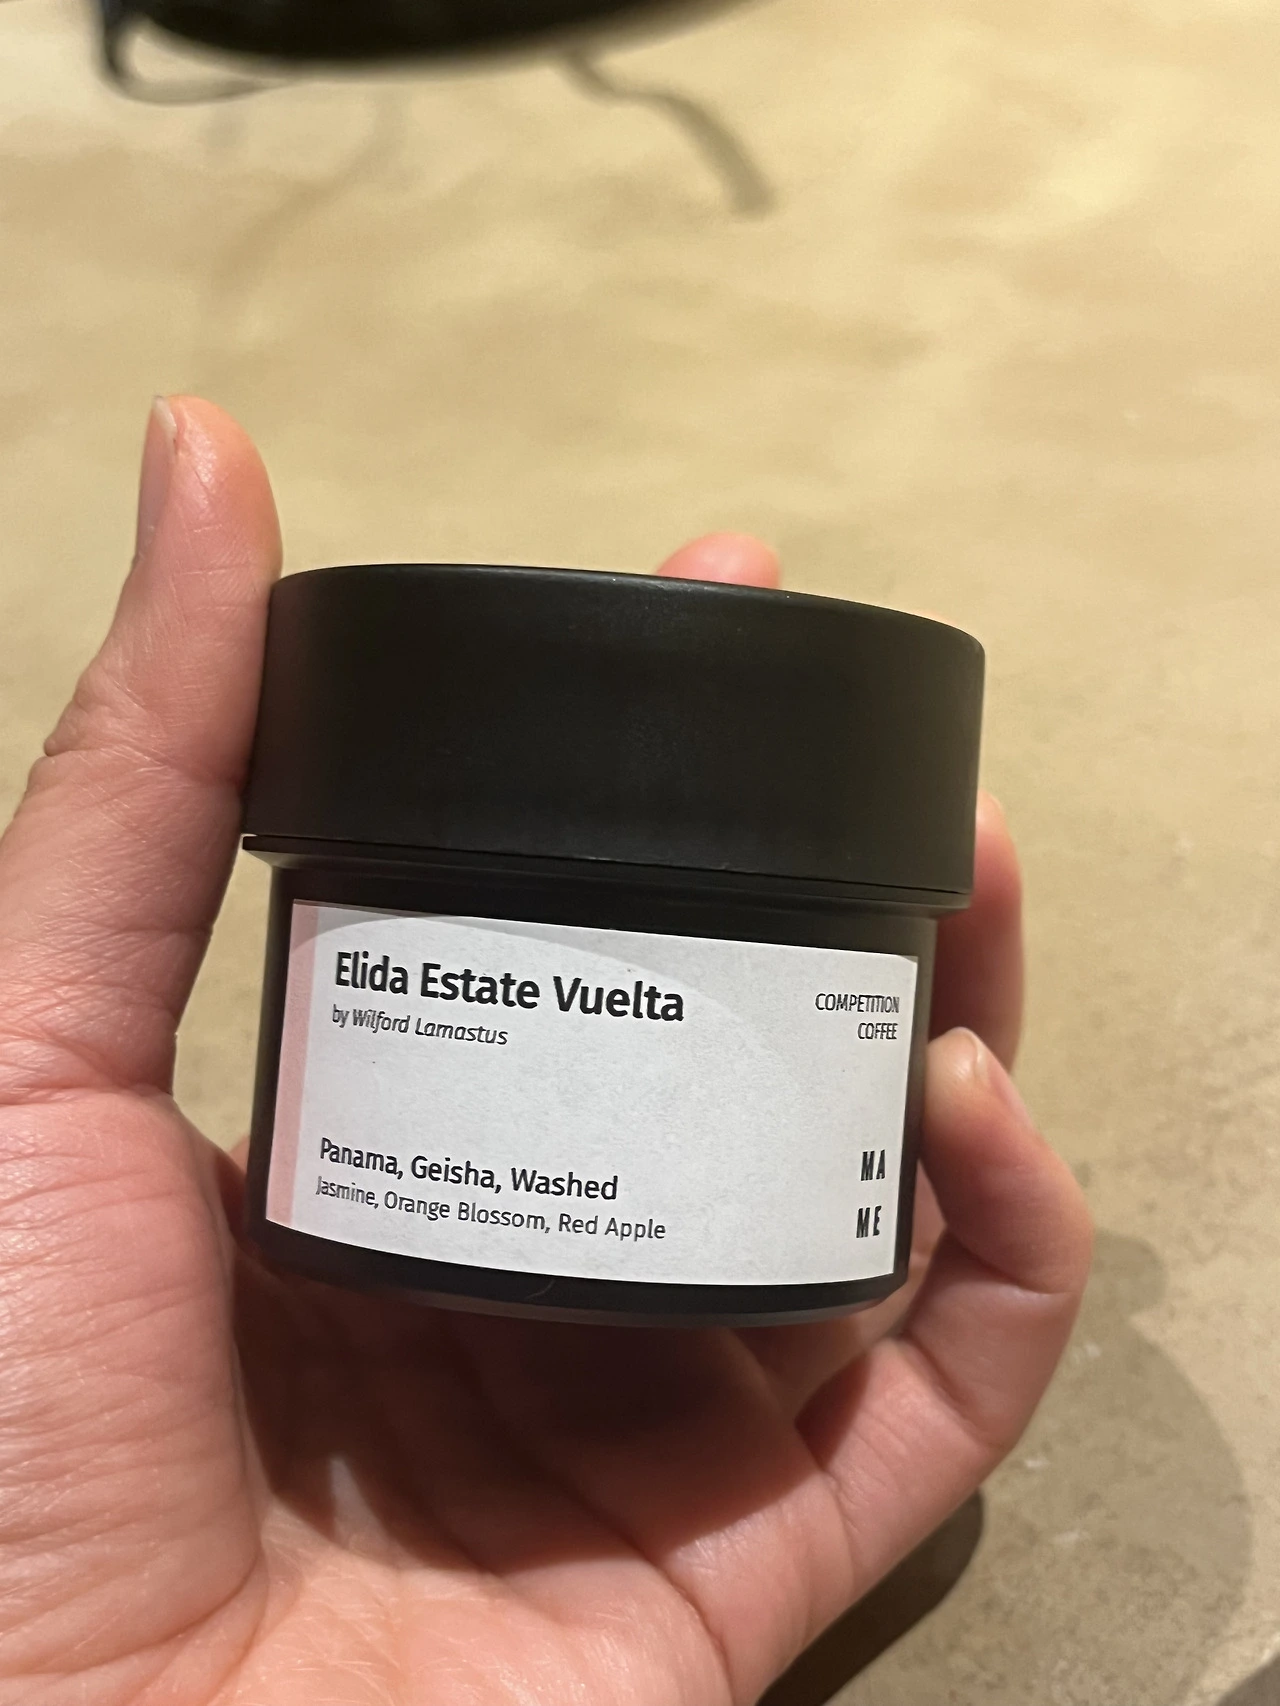 Elida Estate Vuelta
by Wilford Lamastus
COMPETITION
COFFEE
Panama, Geisha, Washed
Jasmine, Orange Blossom, Red Apple
MA
ME